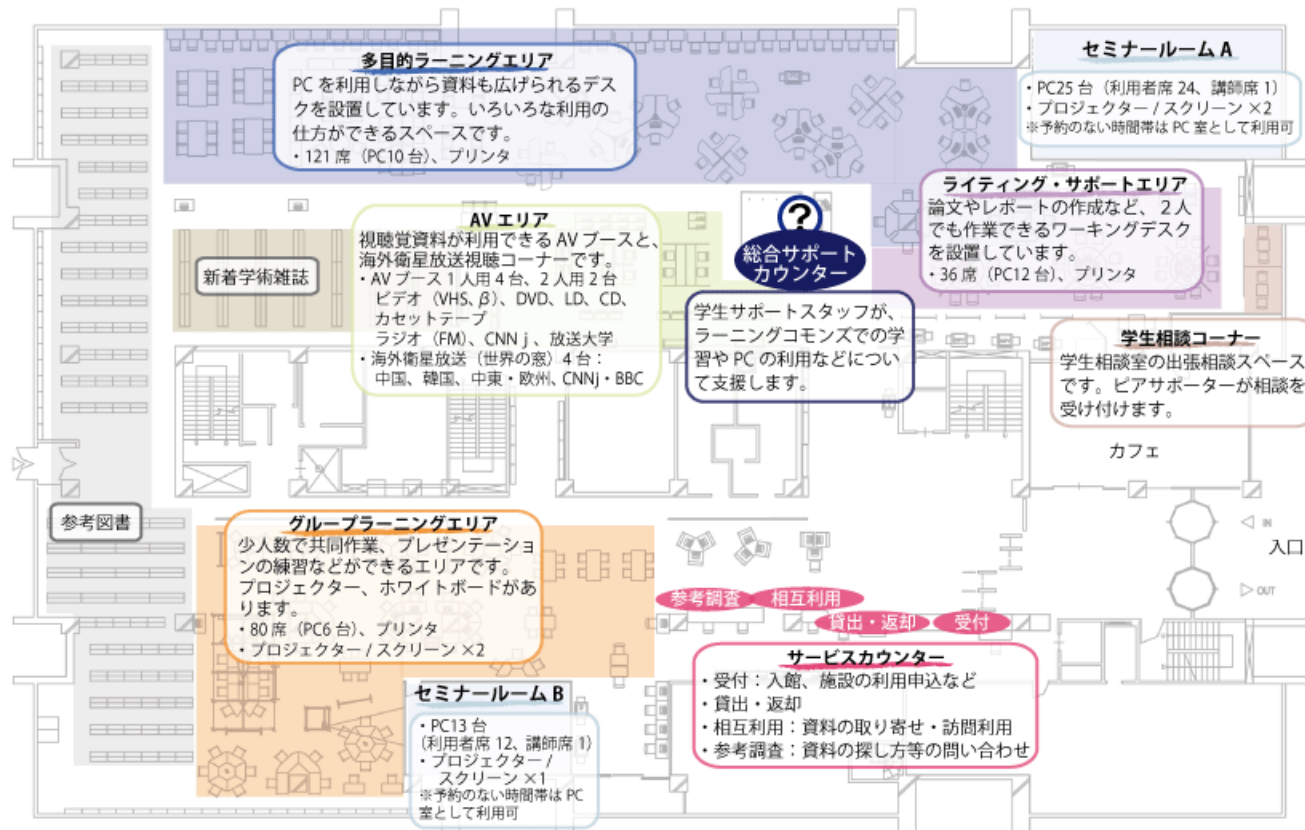 多目的ラーニングエリア
PC を利用しながら資料も広げられるデス
クを設置しています。いろいろな利用の
仕方ができるスペースです。
・121 席（PC10 台）、プリンタ
セミナールーム A
・PC25 台（利用者席 24、講師席 1）
・プロジェクター / スクリーン ×2
※予約のない時間帯は PC 室として利用可
ライティング・サポートエリア
論文やレポートの作成など、２人
でも作業できるワーキングデスク
を設置しています。
・36 席（PC12 台）、プリンタ
AV エリア
視聴覚資料が利用できる AV ブースと、
海外衛星放送視聴コーナーです。
・AV ブース 1 人用 4 台、2 人用 2 台
ビデオ（VHS、β）、DVD、LD、CD、
カセットテープ
ラジオ（FM）、CNN j 、放送大学
・海外衛星放送（世界の窓）4 台：
中国、韓国、中東・欧州、CNNj・BBC
新着学術雑誌
?
総合サポート
カウンター
学生サポートスタッフが、
ラーニングコモンズでの学
習や PC の利用などについ
て支援します。
学生相談コーナー
学生相談室の出張相談スペース
です。ピアサポーターが相談を
受け付けます。
カフェ
参考図書
グループラーニングエリア
少人数で共同作業、プレゼンテーショ
ンの練習などができるエリアです。
プロジェクター、ホワイトボードがあ
ります。
・80 席（PC6 台）、プリンタ
・プロジェクター / スクリーン ×2
IN
入口
OUT
参考調査
相互利用
貸出・返却
受付
サービスカウンター
・受付：入館、施設の利用申込など
・貸出・返却
・相互利用：資料の取り寄せ・訪問利用
・参考調査：資料の探し方等の問い合わせ
セミナールーム B
・PC13 台
（利用者席 12、講師席 1）
・プロジェクター /
スクリーン ×1
※予約のない時間帯は PC
室として利用可